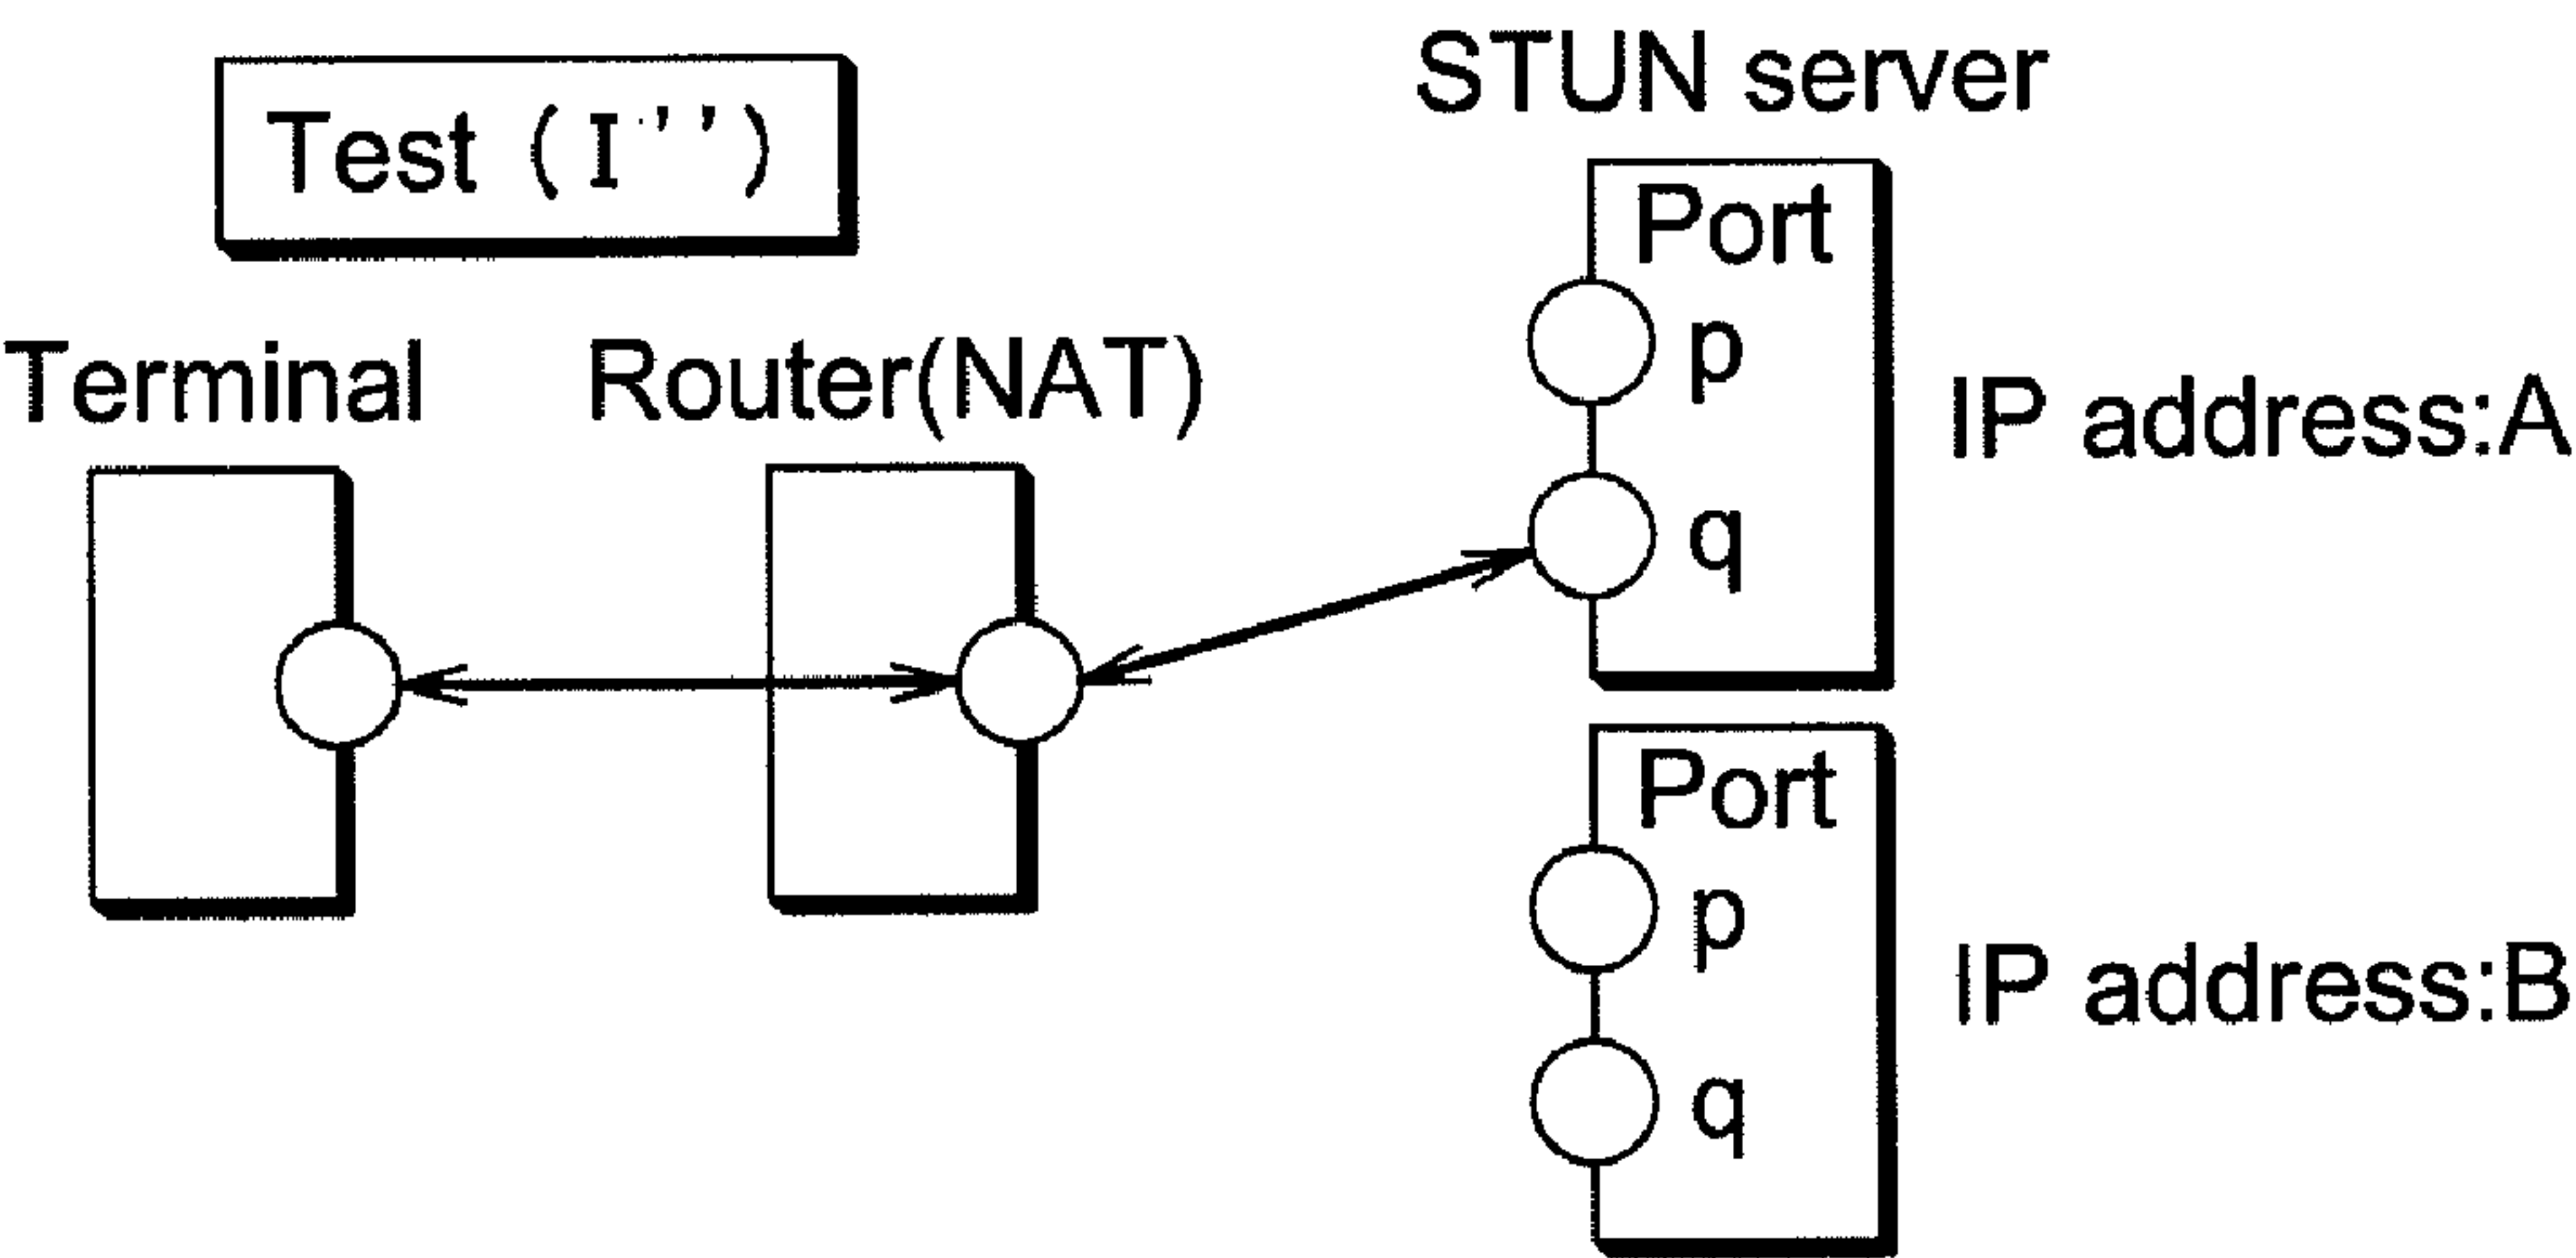 Test (I'')
STUN server
Terminal
Router(NAT)
Port
p
q
IP address:A
Port
p
q
IP address:B